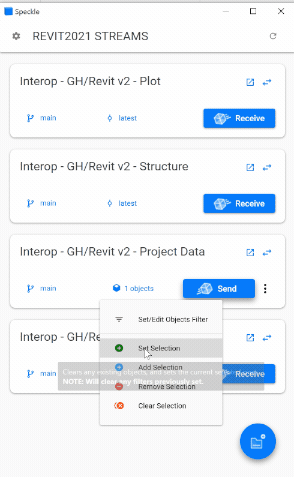 Speckle
REVIT2021 STREAMS
Interop - GH/Revit v2 - Plot
main
latest
Receive
Interop - GH/Revit v2 - Structure
main
latest
Receive
Interop - GH/Revit v2 - Project Data
main
1 objects
Send
Set/Edit Objects Filter
Interop - GH/Re
Set Selection
main
Clears any existing objects, and sets the current
Receive
Add Selection
NOTE: Will clear any filters previously set.
Remove Selection
Clear Selection